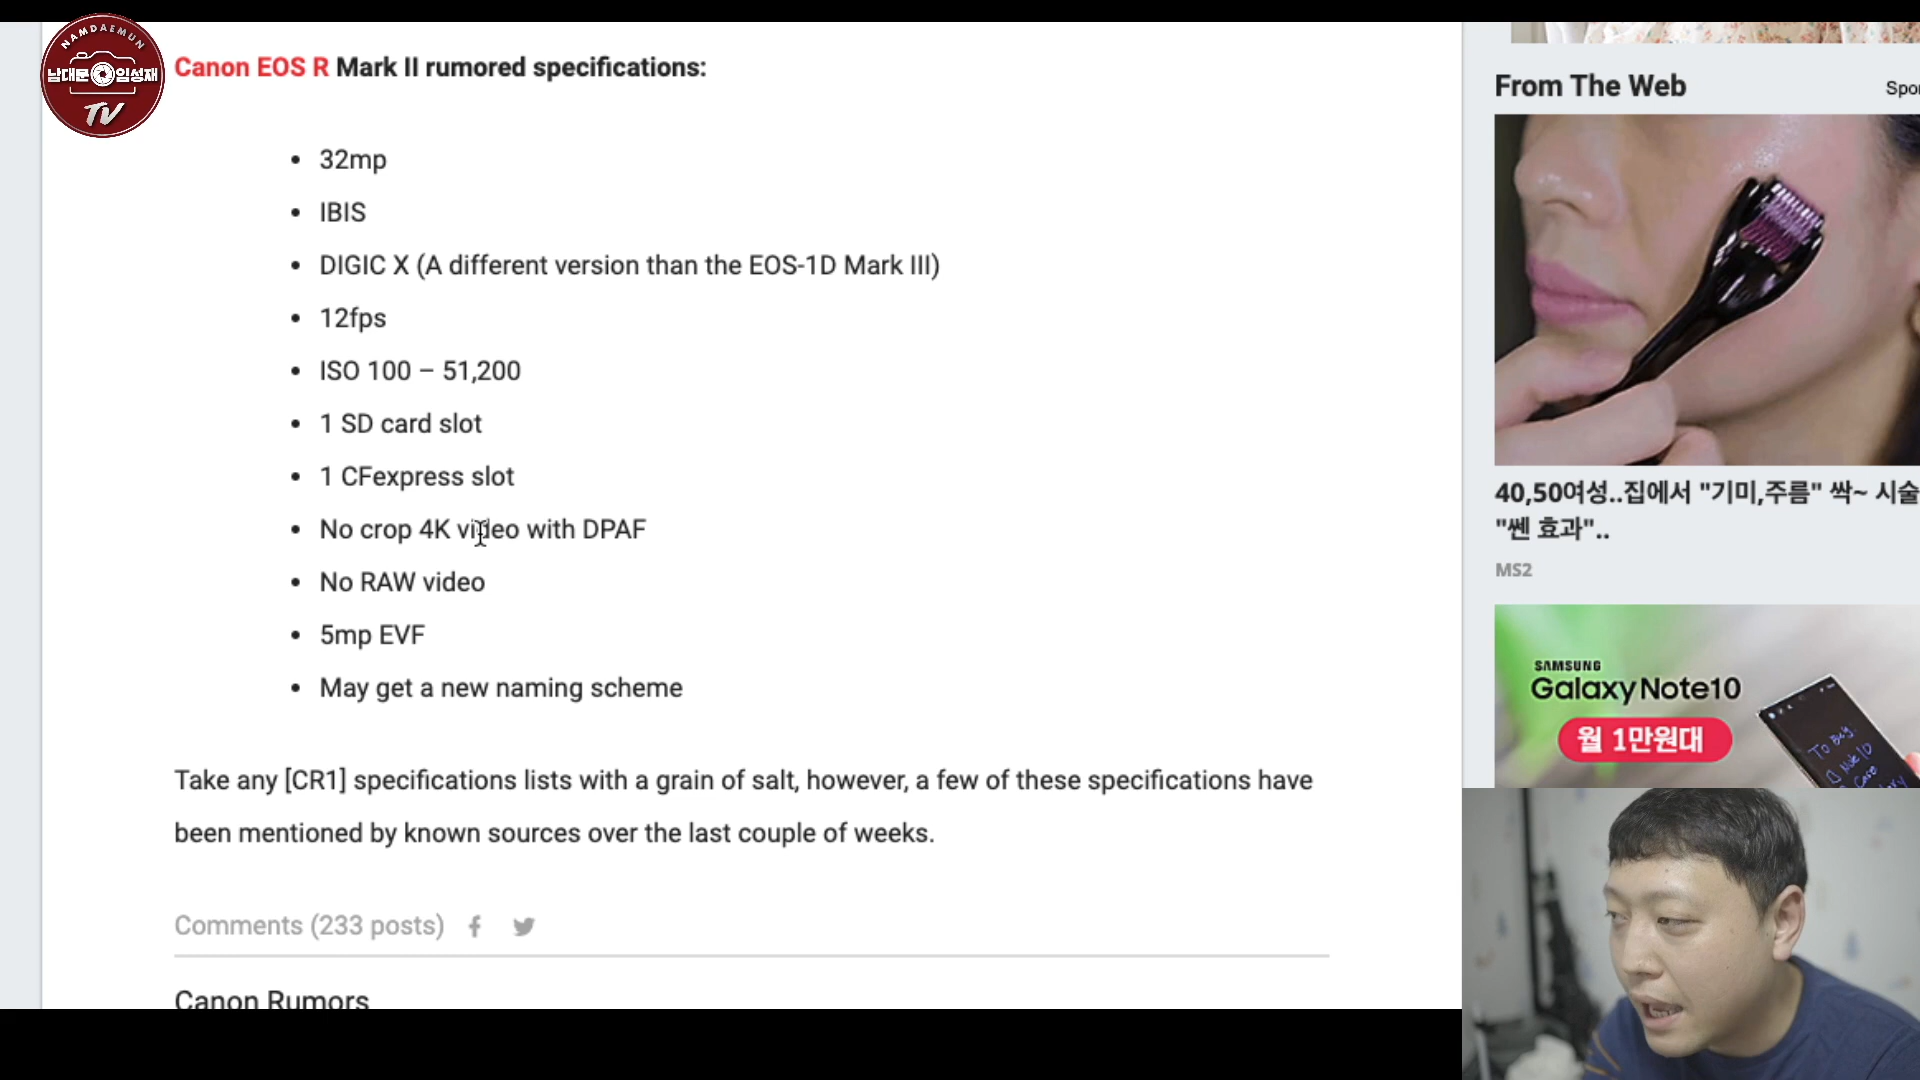 NAMDAEMUN
남대문 임성재
TV
Canon EOS R Mark II rumored specifications:
• 32mp
• IBIS
• DIGIC X (A different version than the EOS-1D Mark III)
• 12fps
• ISO 100 – 51,200
• 1 SD card slot
• 1 CFexpress slot
• No crop 4K video with DPAF
• No RAW video
• 5mp EVF
• May get a new naming scheme
Take any [CR1] specifications lists with a grain of salt, however, a few of these specifications have
been mentioned by known sources over the last couple of weeks.
Comments (233 posts)
Canon Rumors
From The Web
40,50여성..집에서 "기미,주름" 싹~ 시술
"쎈 효과"..
MS2
SAMSUNG
Galaxy Note10
월 1만원대
To Buy.